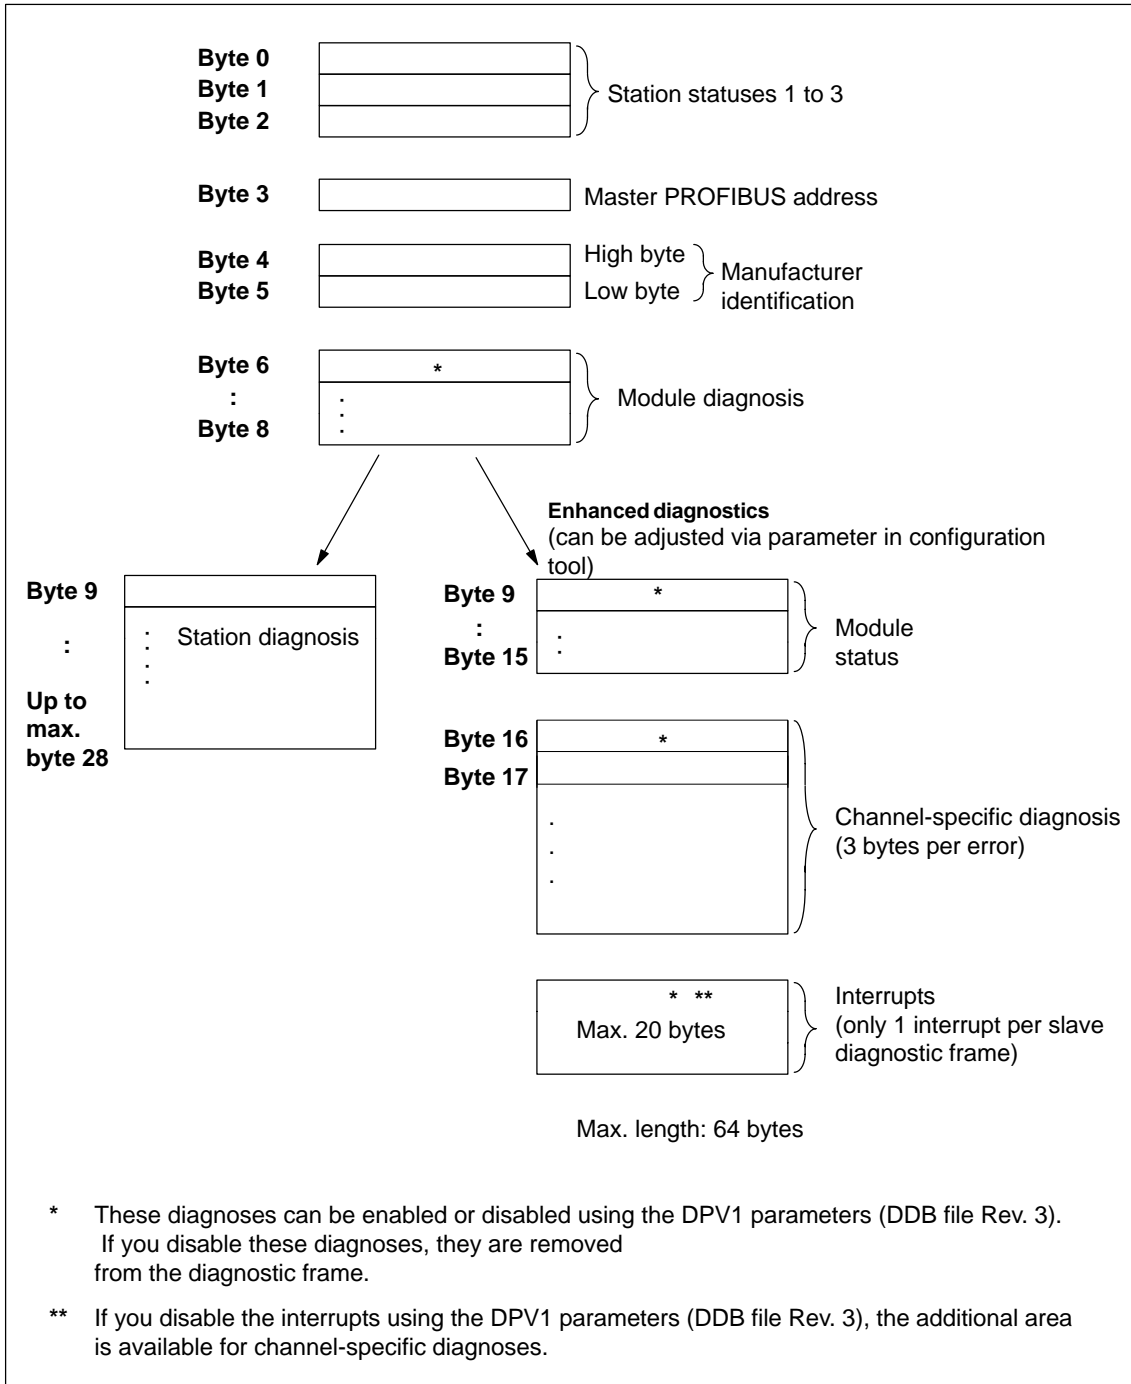 Byte 0
Byte 1
Byte 2
Station statuses 1 to 3
Byte 3
Master PROFIBUS address
Byte 4
High byte
Byte 5
Low byte
Manufacturer
identification
Byte 6
*
:
Byte 8
Module diagnosis
Enhanced diagnostics
(can be adjusted via parameter in configuration
tool)
Byte 9
:
Up to
max.
byte 28
Station diagnosis
Byte 9
*
:
Byte 15
Module
status
Byte 16
*
Byte 17
Channel-specific diagnosis
(3 bytes per error)
* **
Max. 20 bytes
Interrupts
(only 1 interrupt per slave
diagnostic frame)
Max. length: 64 bytes
* These diagnoses can be enabled or disabled using the DPV1 parameters (DDB file Rev. 3).
If you disable these diagnoses, they are removed
from the diagnostic frame.
** If you disable the interrupts using the DPV1 parameters (DDB file Rev. 3), the additional area
is available for channel-specific diagnoses.